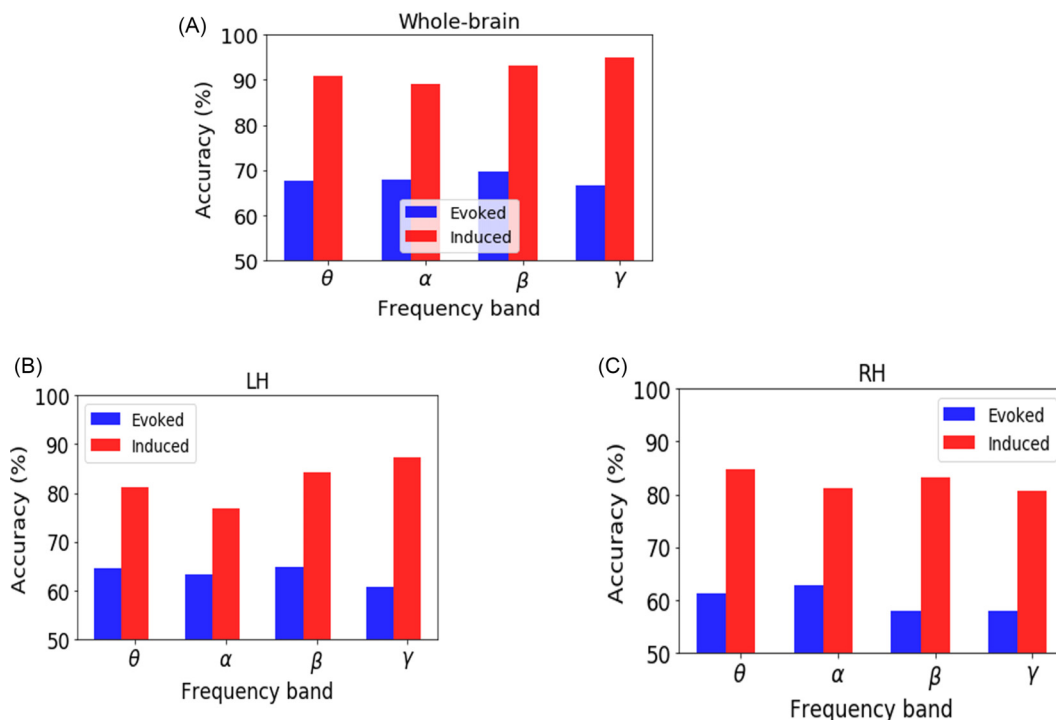 (A)
Whole-brain
100
90
80
70
60
50
Accuracy (%)
Evoked
Induced
θ α β γ
Frequency band
(B)
LH
100
90
80
70
60
50
Accuracy (%)
Evoked
Induced
θ α β γ
Frequency band
(C)
RH
100
90
80
70
60
50
Accuracy (%)
Evoked
Induced
θ α β γ
Frequency band